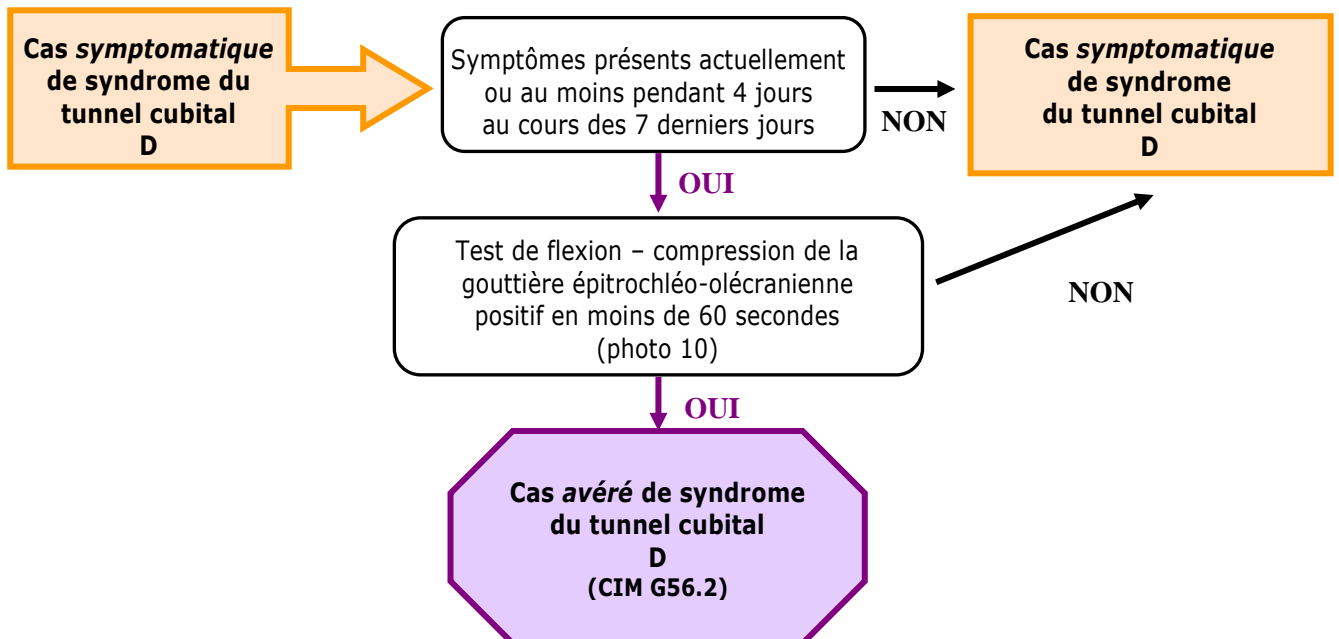 Cas symptomatique
de syndrome du
tunnel cubital
D
Symptômes présents actuellement
ou au moins pendant 4 jours
au cours des 7 derniers jours
NON
Cas symptomatique
de syndrome
du tunnel cubital
D
OUI
Test de flexion – compression de la
gouttière épitrochléo-olécranienne
positif en moins de 60 secondes
(photo 10)
NON
OUI
Cas avéré de syndrome
du tunnel cubital
D
(CIM G56.2)